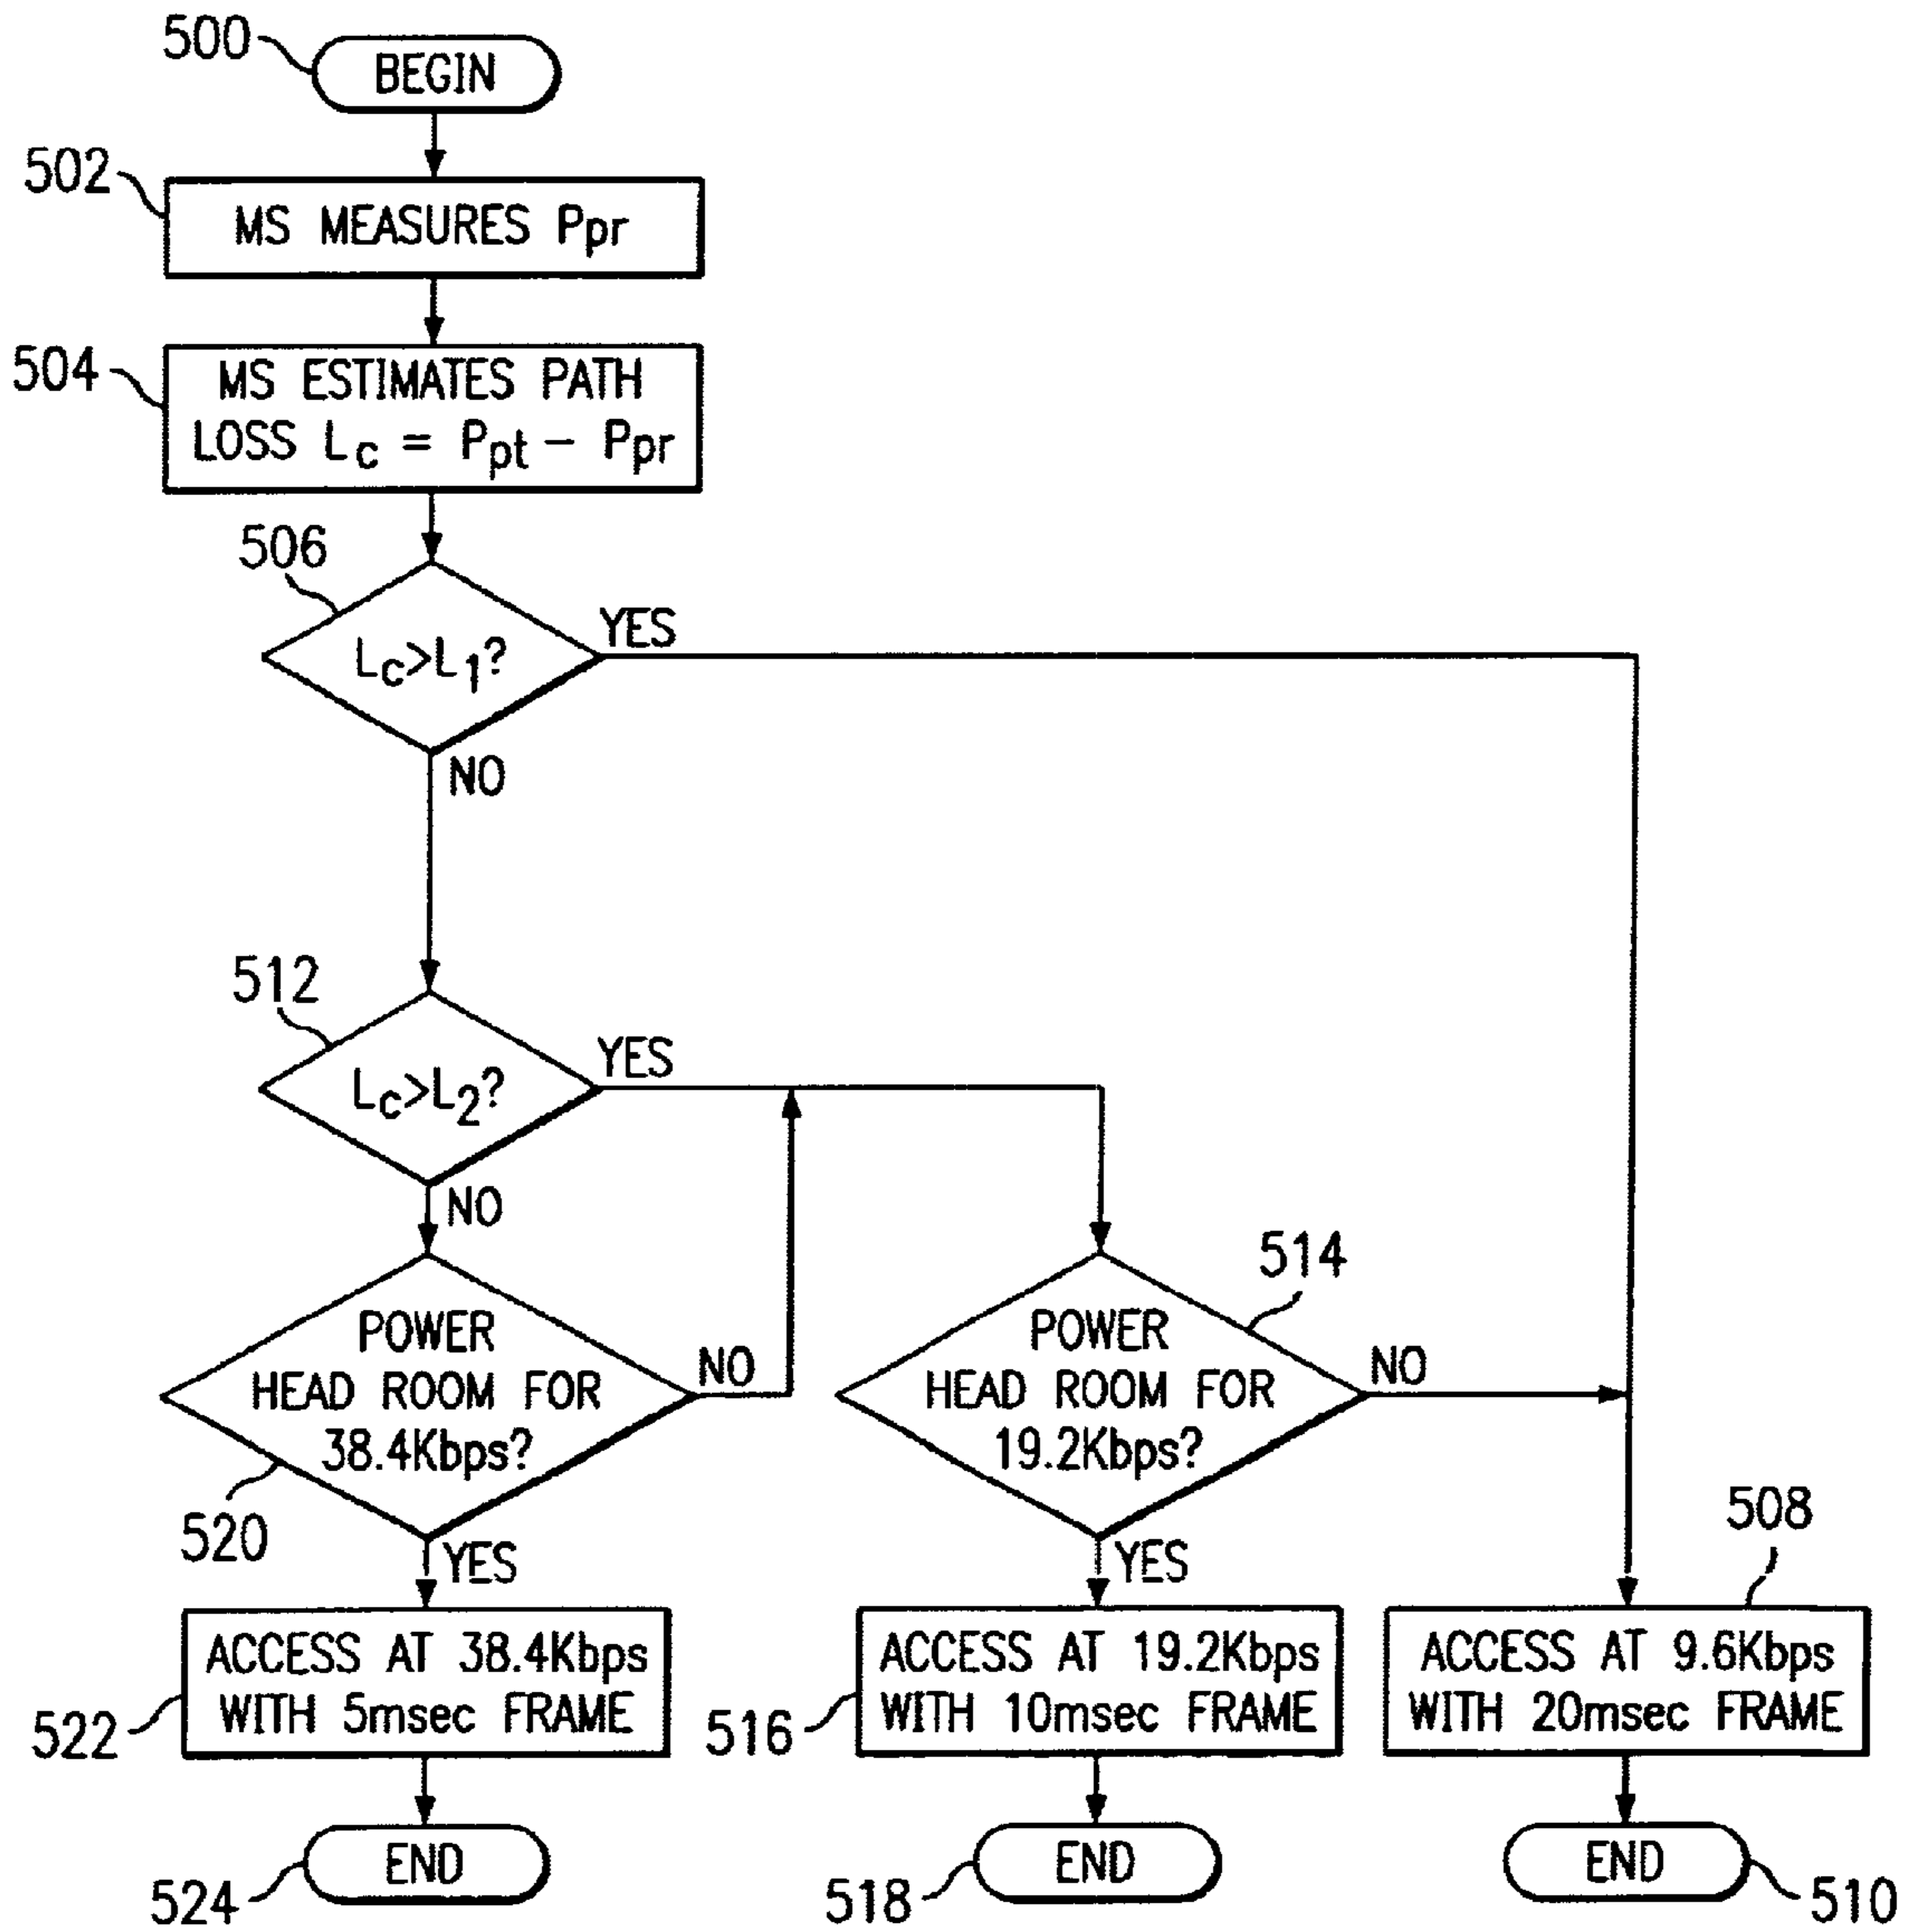 500
BEGIN
502
MS MEASURES Ppr
504
MS ESTIMATES PATH
LOSS Lc = Ppt - Ppr
506
Lc>L1?
YES
NO
512
Lc>L2?
YES
NO
POWER
HEAD ROOM FOR
38.4Kbps?
NO
520
YES
514
POWER
HEAD ROOM FOR
19.2Kbps?
NO
YES
508
ACCESS AT 38.4Kbps
WITH 5msec FRAME
522
ACCESS AT 19.2Kbps
WITH 10msec FRAME
516
ACCESS AT 9.6Kbps
WITH 20msec FRAME
END
524
END
518
END
510